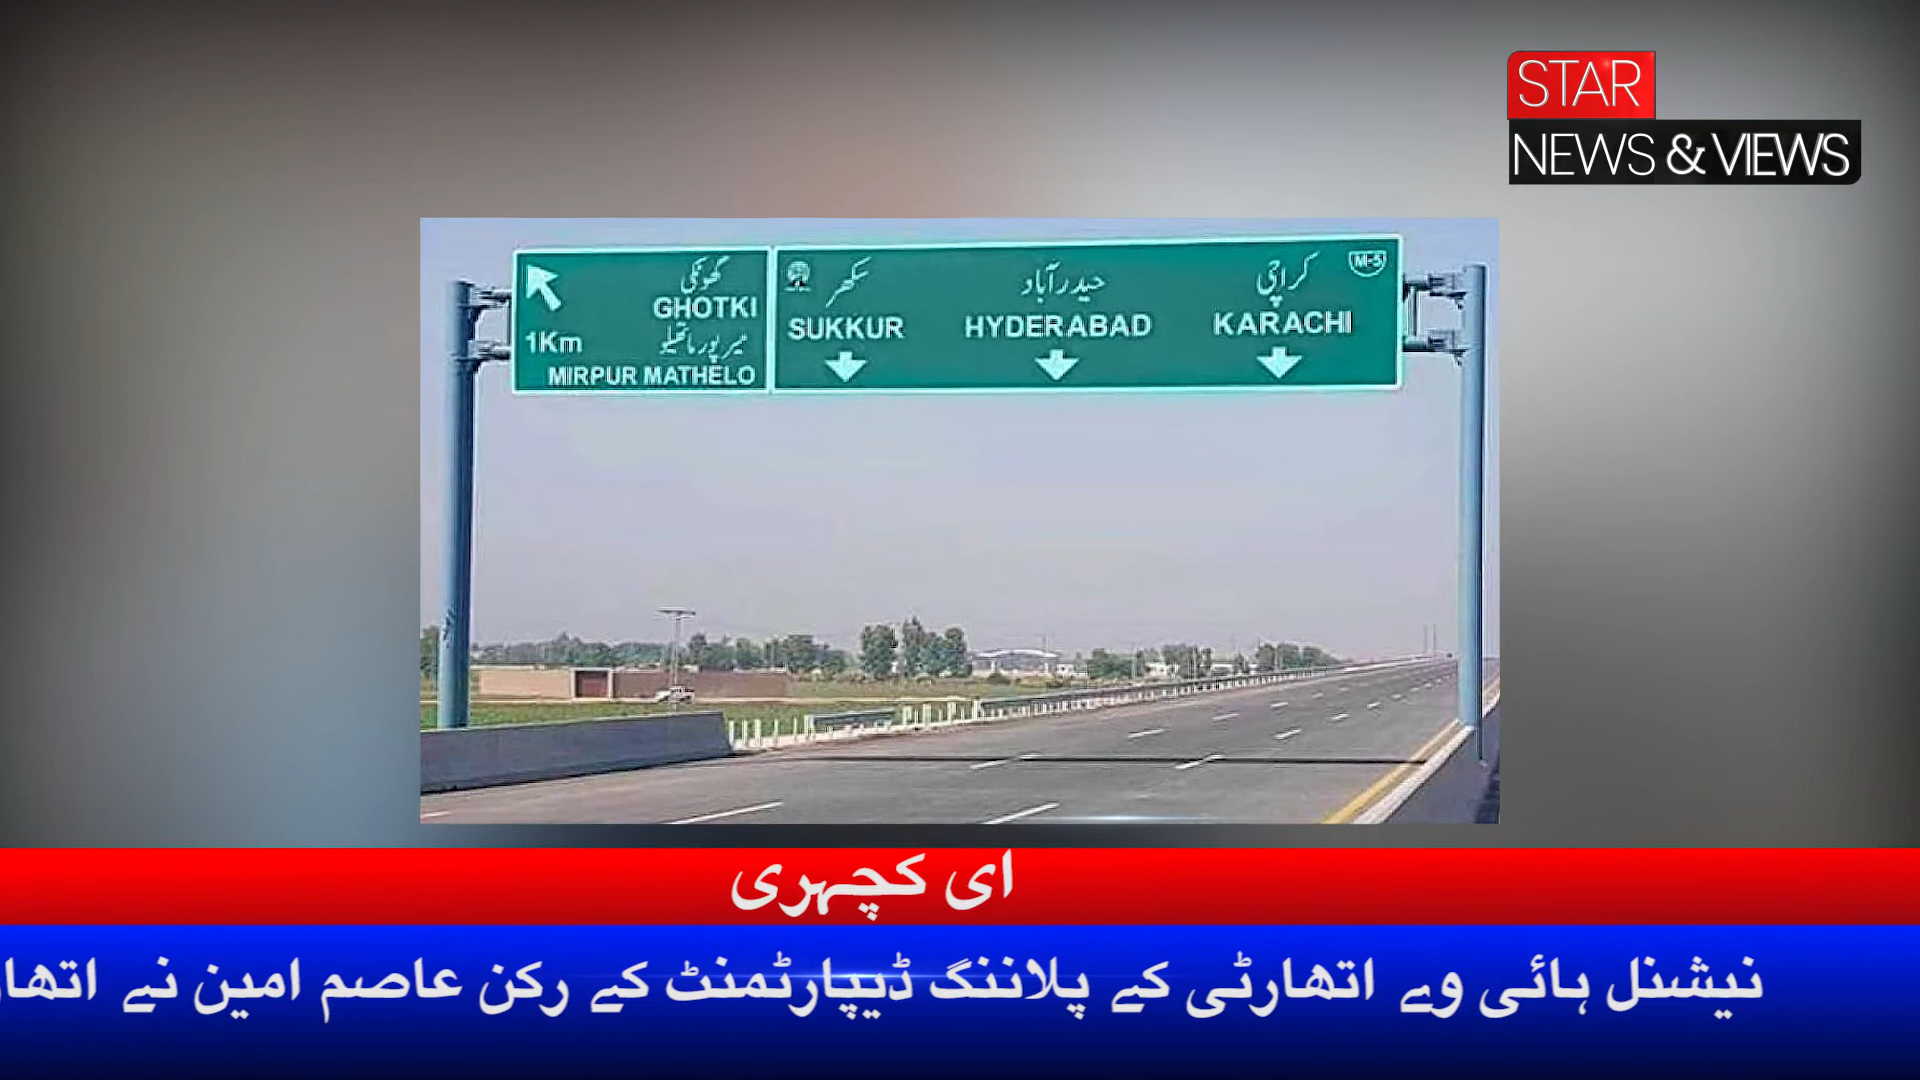 STAR
NEWS & VIEWS
گھوٹکی
GHOTKI
1Km
میرپور ماتھیلو
MIRPUR MATHELO
سکھر
حیدرآباد
کراچی
M-5
SUKKUR
HYDERABAD
KARACHI
ای کچہری
نیشنل ہائی وے اتھارٹی کے پلاننگ ڈیپارٹمنٹ کے رکن عاصم امین نے اتھا